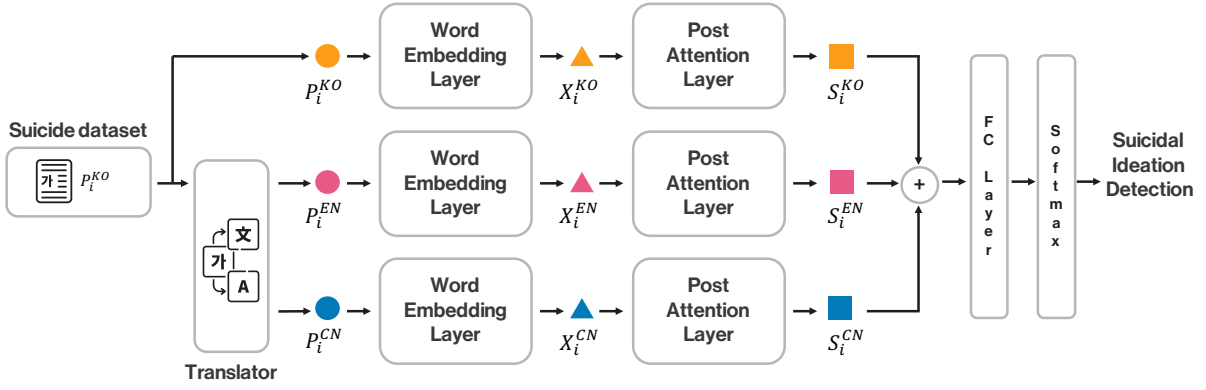 Word
Embedding
Layer
Post
Attention
Layer
P_i^{KO}
X_i^{KO}
S_i^{KO}
Suicide dataset
가
P_i^{KO}
文
가
A
Translator
Word
Embedding
Layer
Post
Attention
Layer
P_i^{EN}
X_i^{EN}
S_i^{EN}
Word
Embedding
Layer
Post
Attention
Layer
P_i^{CN}
X_i^{CN}
S_i^{CN}
+
FC Layer
Softmax
Suicidal
Ideation
Detection